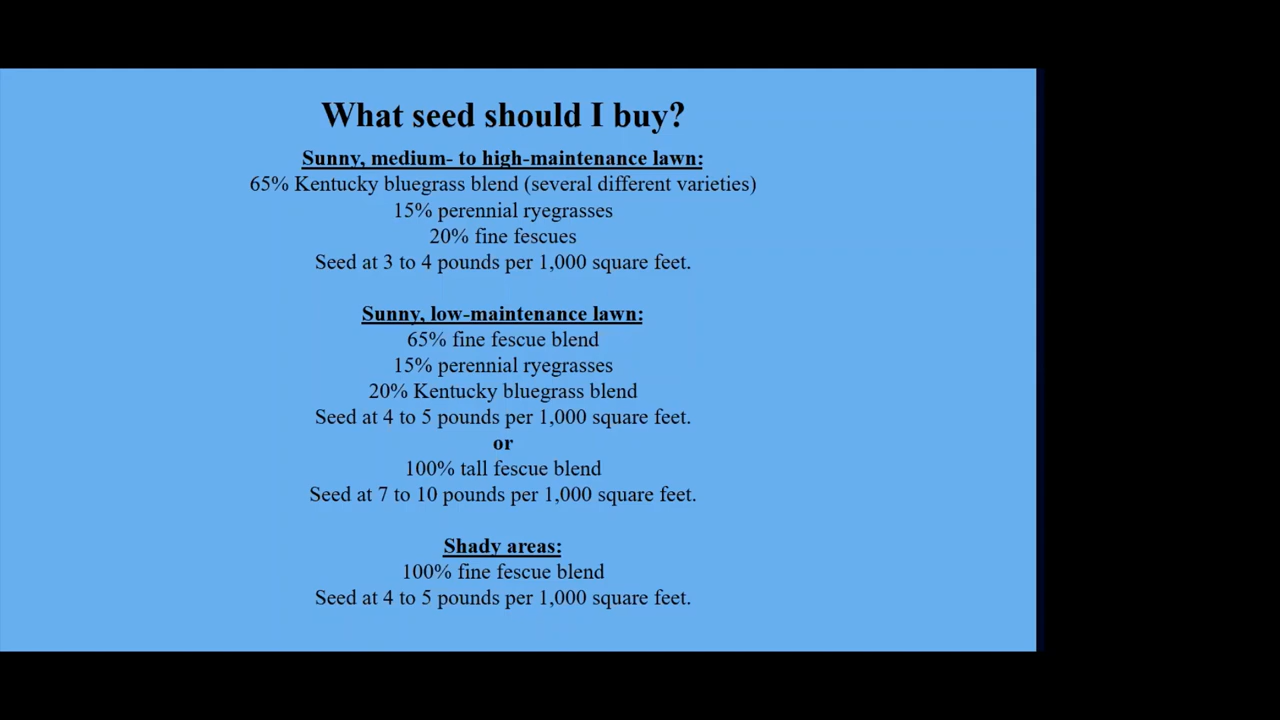 What seed should I buy?
Sunny, medium- to high-maintenance lawn:
65% Kentucky bluegrass blend (several different varieties)
15% perennial ryegrasses
20% fine fescues
Seed at 3 to 4 pounds per 1,000 square feet.
Sunny, low-maintenance lawn:
65% fine fescue blend
15% perennial ryegrasses
20% Kentucky bluegrass blend
Seed at 4 to 5 pounds per 1,000 square feet.
or
100% tall fescue blend
Seed at 7 to 10 pounds per 1,000 square feet.
Shady areas:
100% fine fescue blend
Seed at 4 to 5 pounds per 1,000 square feet.